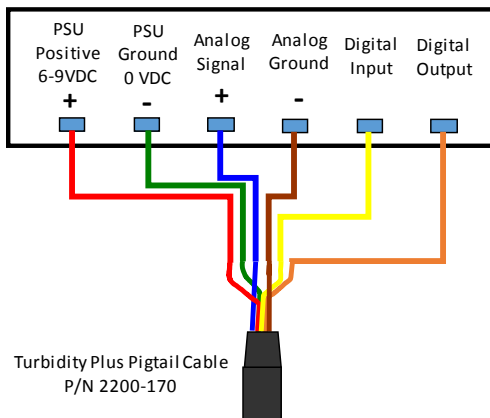 PSU
Positive
6-9VDC
+
PSU
Ground
0 VDC
-
Analog
Signal
+
Analog
Ground
-
Digital
Input
Digital
Output
Turbidity Plus Pigtail Cable
P/N 2200-170